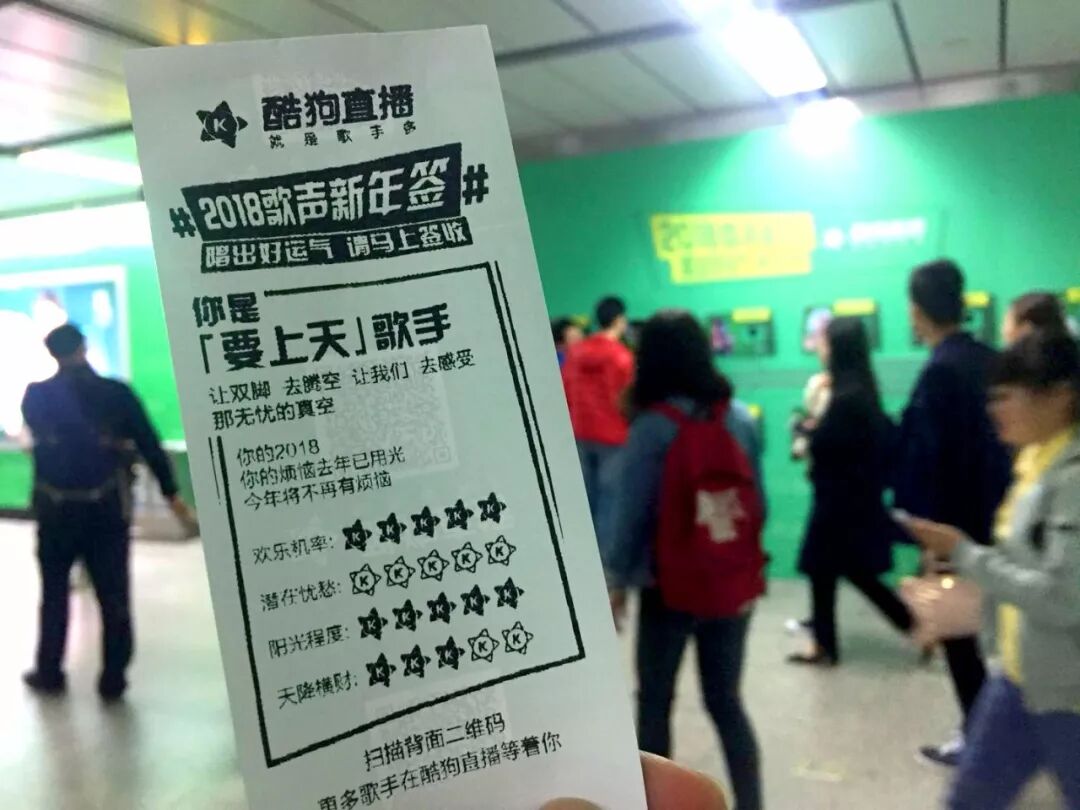 酷狗直播
就是歌手多
#2018歌声新年签#
唱出好运气 请马上签收
你是
「要上天」歌手
让双脚 去腾空 让我们 去感受
那无忧的真空
你的2018
你的烦恼去年已用光
今年将不再有烦恼
欢乐机率:
潜在忧愁:
阳光程度:
天降横财:
扫描背面二维码
更多歌手在酷狗直播等着你